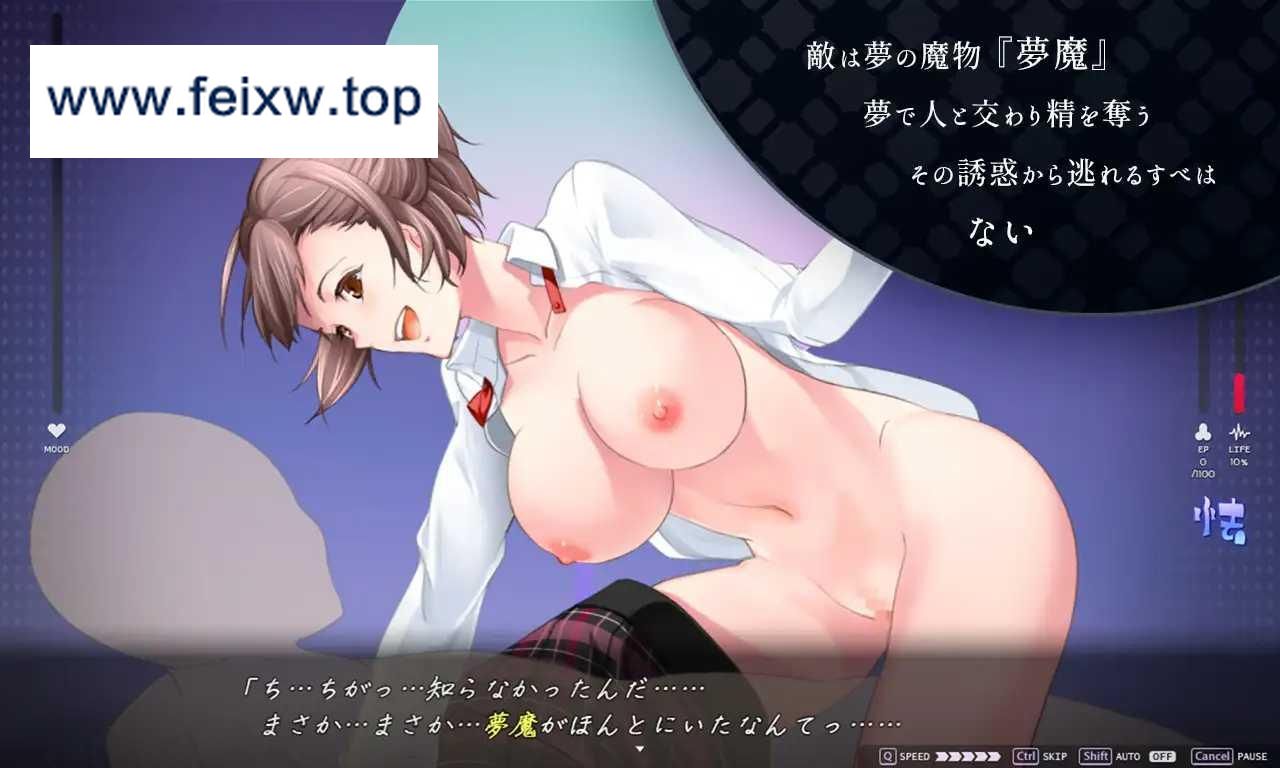 www.feixw.top
敵は夢の魔物『夢魔』
夢で人と交わり精を奪う
その誘惑から逃れるすべは
ない
MOOD
EP
0
/100
LIFE
10%
怯
「ち…ちがっ…知らなかったんだ……
まさか…まさか…夢魔がほんとにいたなんてっ……
Q SPEED Ctrl SKIP Shift AUTO OFF Cancel PAUSE